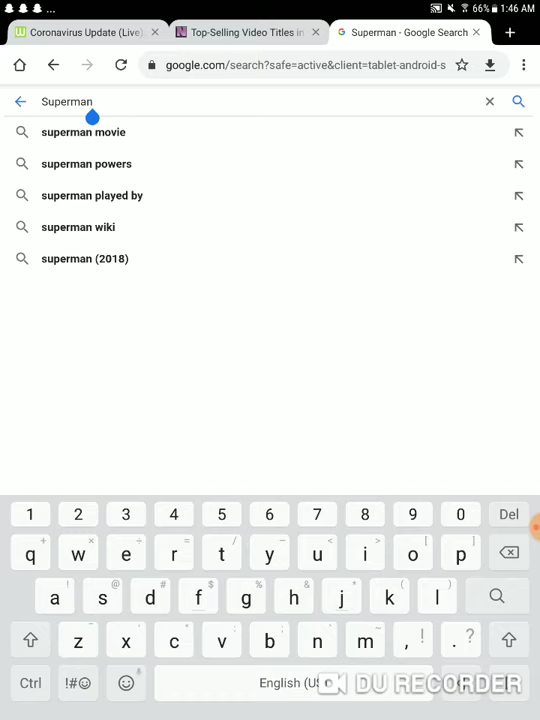 ... 66% 1:46 AM
Coronavirus Update (Live) × Top-Selling Video Titles in × G Superman - Google Search × +
google.com/search?safe=active&client=tablet-android-s
Superman ×
superman movie
superman powers
superman played by
superman wiki
superman (2018)
1 2 3 4 5 6 7 8 9 0 Del
+ × ÷ = / _ < > [ ]
q w e r t y u i o p
! @ # $ % ^ & * ( )
a s d f g h j k l
- ' " : ; ! ?
z x c v b n m , .
Ctrl !#☺ English (US) DU RECORDER